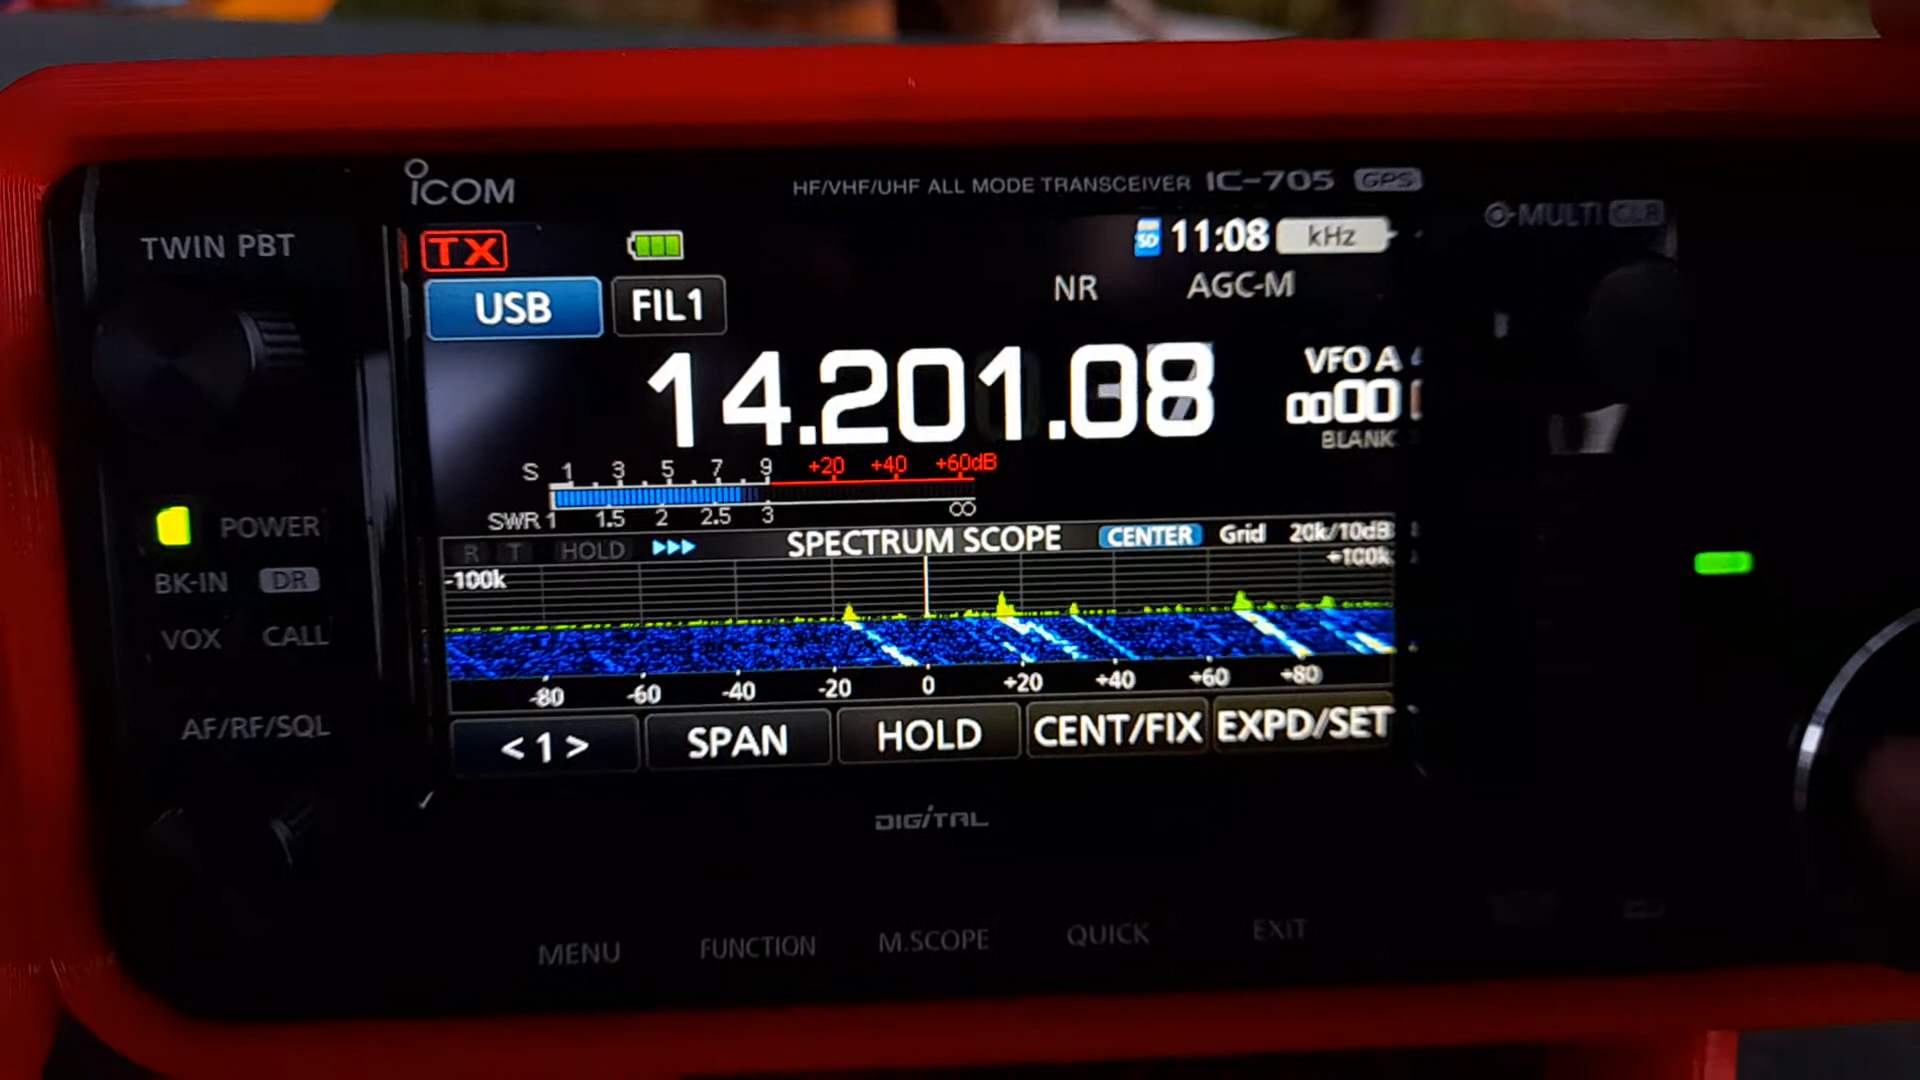 ICOM
HF/VHF/UHF ALL MODE TRANSCEIVER IC-705 GPS
TWIN PBT
MULTI
TX
SD 11:08 kHz
USB FIL1
NR AGC-M
14.201.08
VFO A
00
BLANK
S 1 3 5 7 9 +20 +40 +60dB
SWR 1 1.5 2 2.5 3 ∞
POWER
R T HOLD SPECTRUM SCOPE CENTER Grid 20k/10dB
-100k +100k
BK-IN DR
VOX CALL
-80 -60 -40 -20 0 +20 +40 +60 +80
AF/RF/SQL
< 1 > SPAN HOLD CENT/FIX EXPD/SET
DIGITAL
MENU FUNCTION M.SCOPE QUICK EXIT